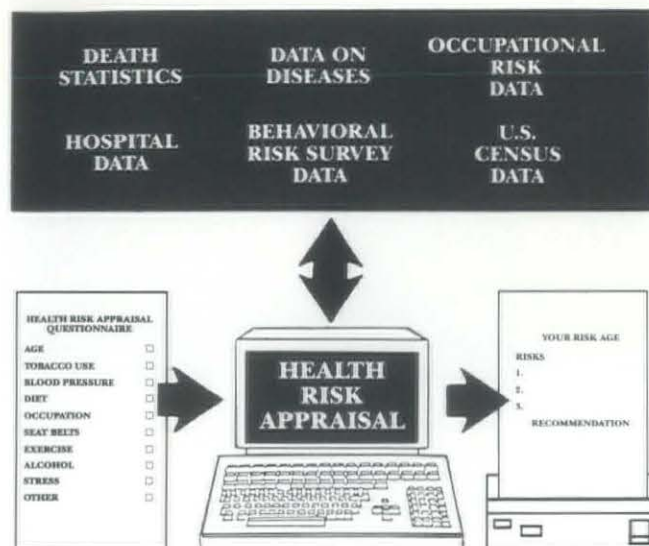 DEATH
STATISTICS
DATA ON
DISEASES
OCCUPATIONAL
RISK
DATA
HOSPITAL
DATA
BEHAVIORAL
RISK SURVEY
DATA
U.S.
CENSUS
DATA
HEALTH RISK APPRAISAL
QUESTIONNAIRE
AGE
TOBACCO USE
BLOOD PRESSURE
DIET
OCCUPATION
SEAT BELTS
EXERCISE
ALCOHOL
STRESS
OTHER
HEALTH
RISK
APPRAISAL
YOUR RISK AGE
RISKS
1.
2.
3.
RECOMMENDATION